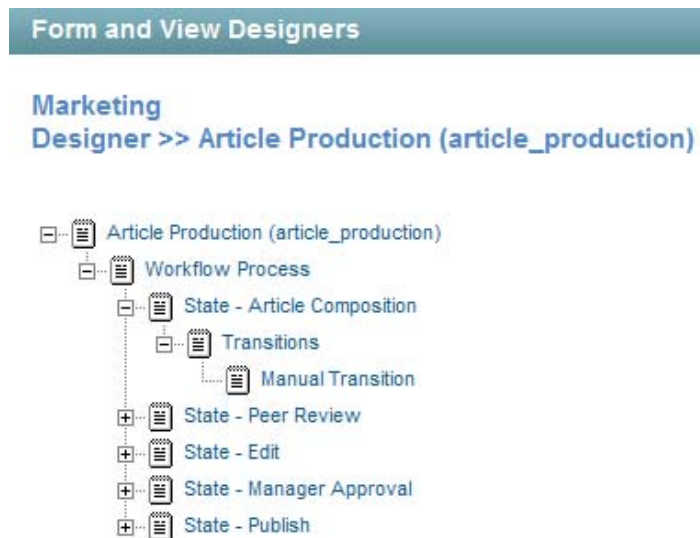 Form and View Designers
Marketing
Designer >> Article Production (article_production)
Article Production (article_production)
Workflow Process
State - Article Composition
Transitions
Manual Transition
State - Peer Review
State - Edit
State - Manager Approval
State - Publish